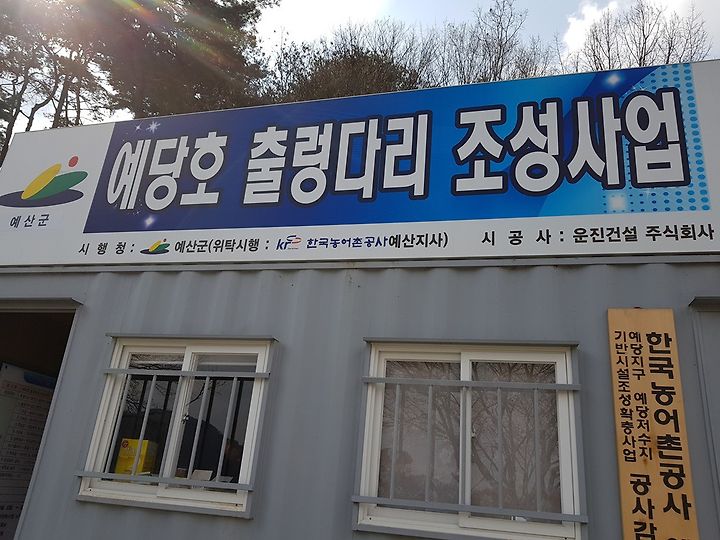 예당호 출렁다리 조성사업
예산군
시 행 청 : 예산군(위탁시행 : 한국농어촌공사예산지사)
시 공 사 : 운진건설 주식회사
한국농어촌공사
예당지구 예당저수지
기반시설조성확충사업 공사감